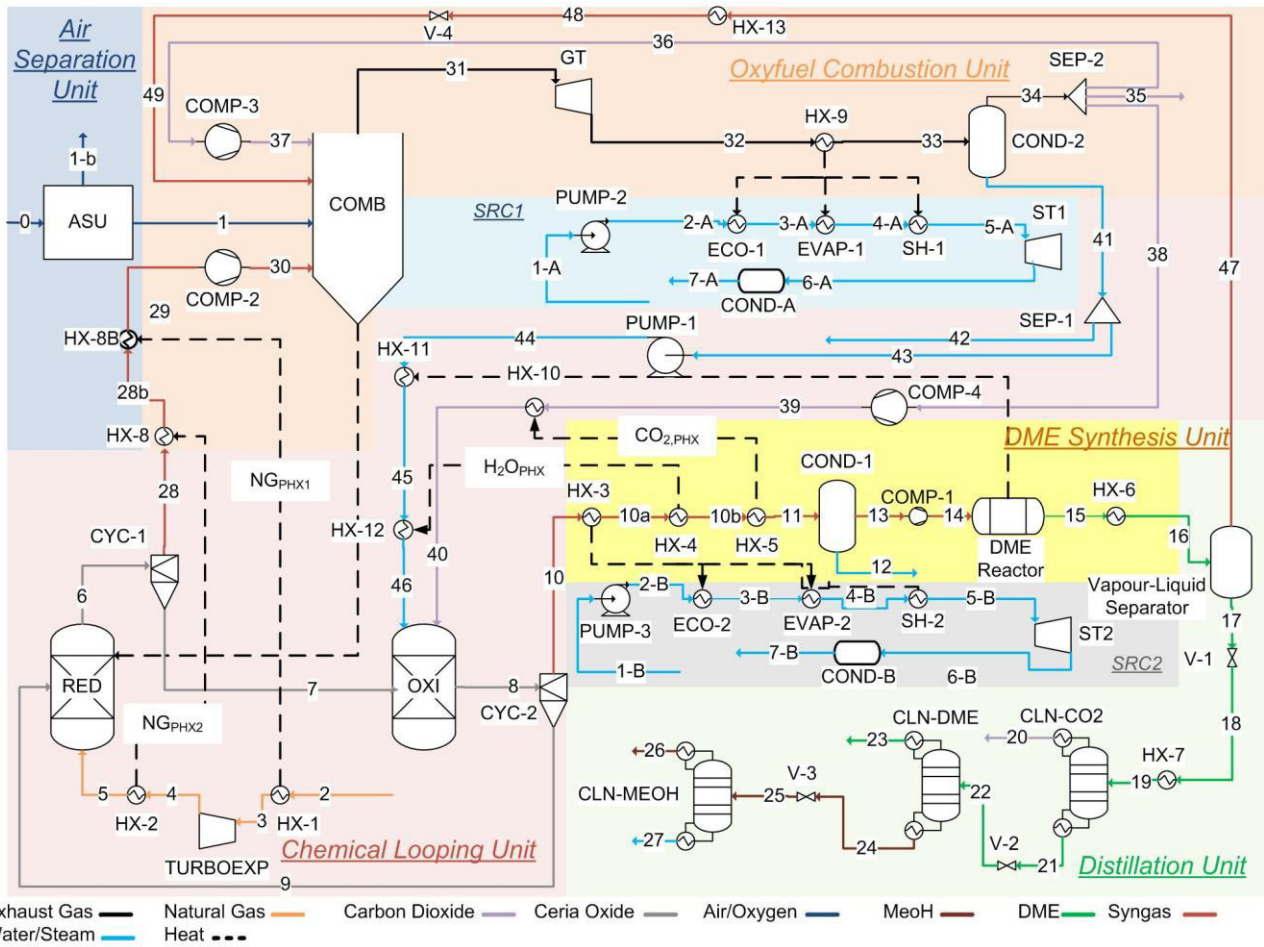 48
HX-13
V-4
36
Air
Separation
Unit
31
GT
Oxyfuel Combustion Unit
SEP-2
49
COMP-3
34
35
1-b
37
HX-9
32
33
COND-2
0
ASU
1
COMB
SRC1
PUMP-2
2-A
3-A
4-A
5-A
ST1
41
38
47
ECO-1
EVAP-1
SH-1
30
COMP-2
1-A
7-A
6-A
COND-A
29
SEP-1
HX-8B
PUMP-1
44
42
HX-11
43
HX-10
COMP-4
28b
39
HX-8
CO2,PHX
DME Synthesis Unit
NGPHX1
H2OPHX
COND-1
28
45
HX-3
COMP-1
HX-6
10a
10b
11
13
14
15
16
CYC-1
HX-12
40
HX-4
HX-5
DME
Reactor
10
12
6
46
2-B
3-B
4-B
5-B
Vapour-Liquid
Separator
PUMP-3
ECO-2
EVAP-2
SH-2
ST2
17
RED
7
OXI
8
CYC-2
1-B
7-B
COND-B
6-B
SRC2
V-1
NGPHX2
18
CLN-DME
CLN-CO2
26
23
20
HX-7
5
4
3
2
CLN-MEOH
V-3
25
22
19
HX-2
HX-1
27
V-2
TURBOEXP
Chemical Looping Unit
24
21
Distillation Unit
9
xhaust Gas
Natural Gas
Carbon Dioxide
Ceria Oxide
Air/Oxygen
MeoH
DME
Syngas
Water/Steam
Heat